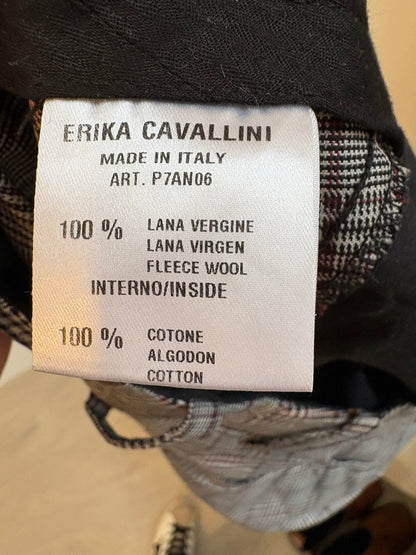 ERIKA CAVALLINI
MADE IN ITALY
ART. P7AN06
100 % LANA VERGINE
LANA VIRGEN
FLEECE WOOL
INTERNO/INSIDE
100 % COTONE
ALGODON
COTTON